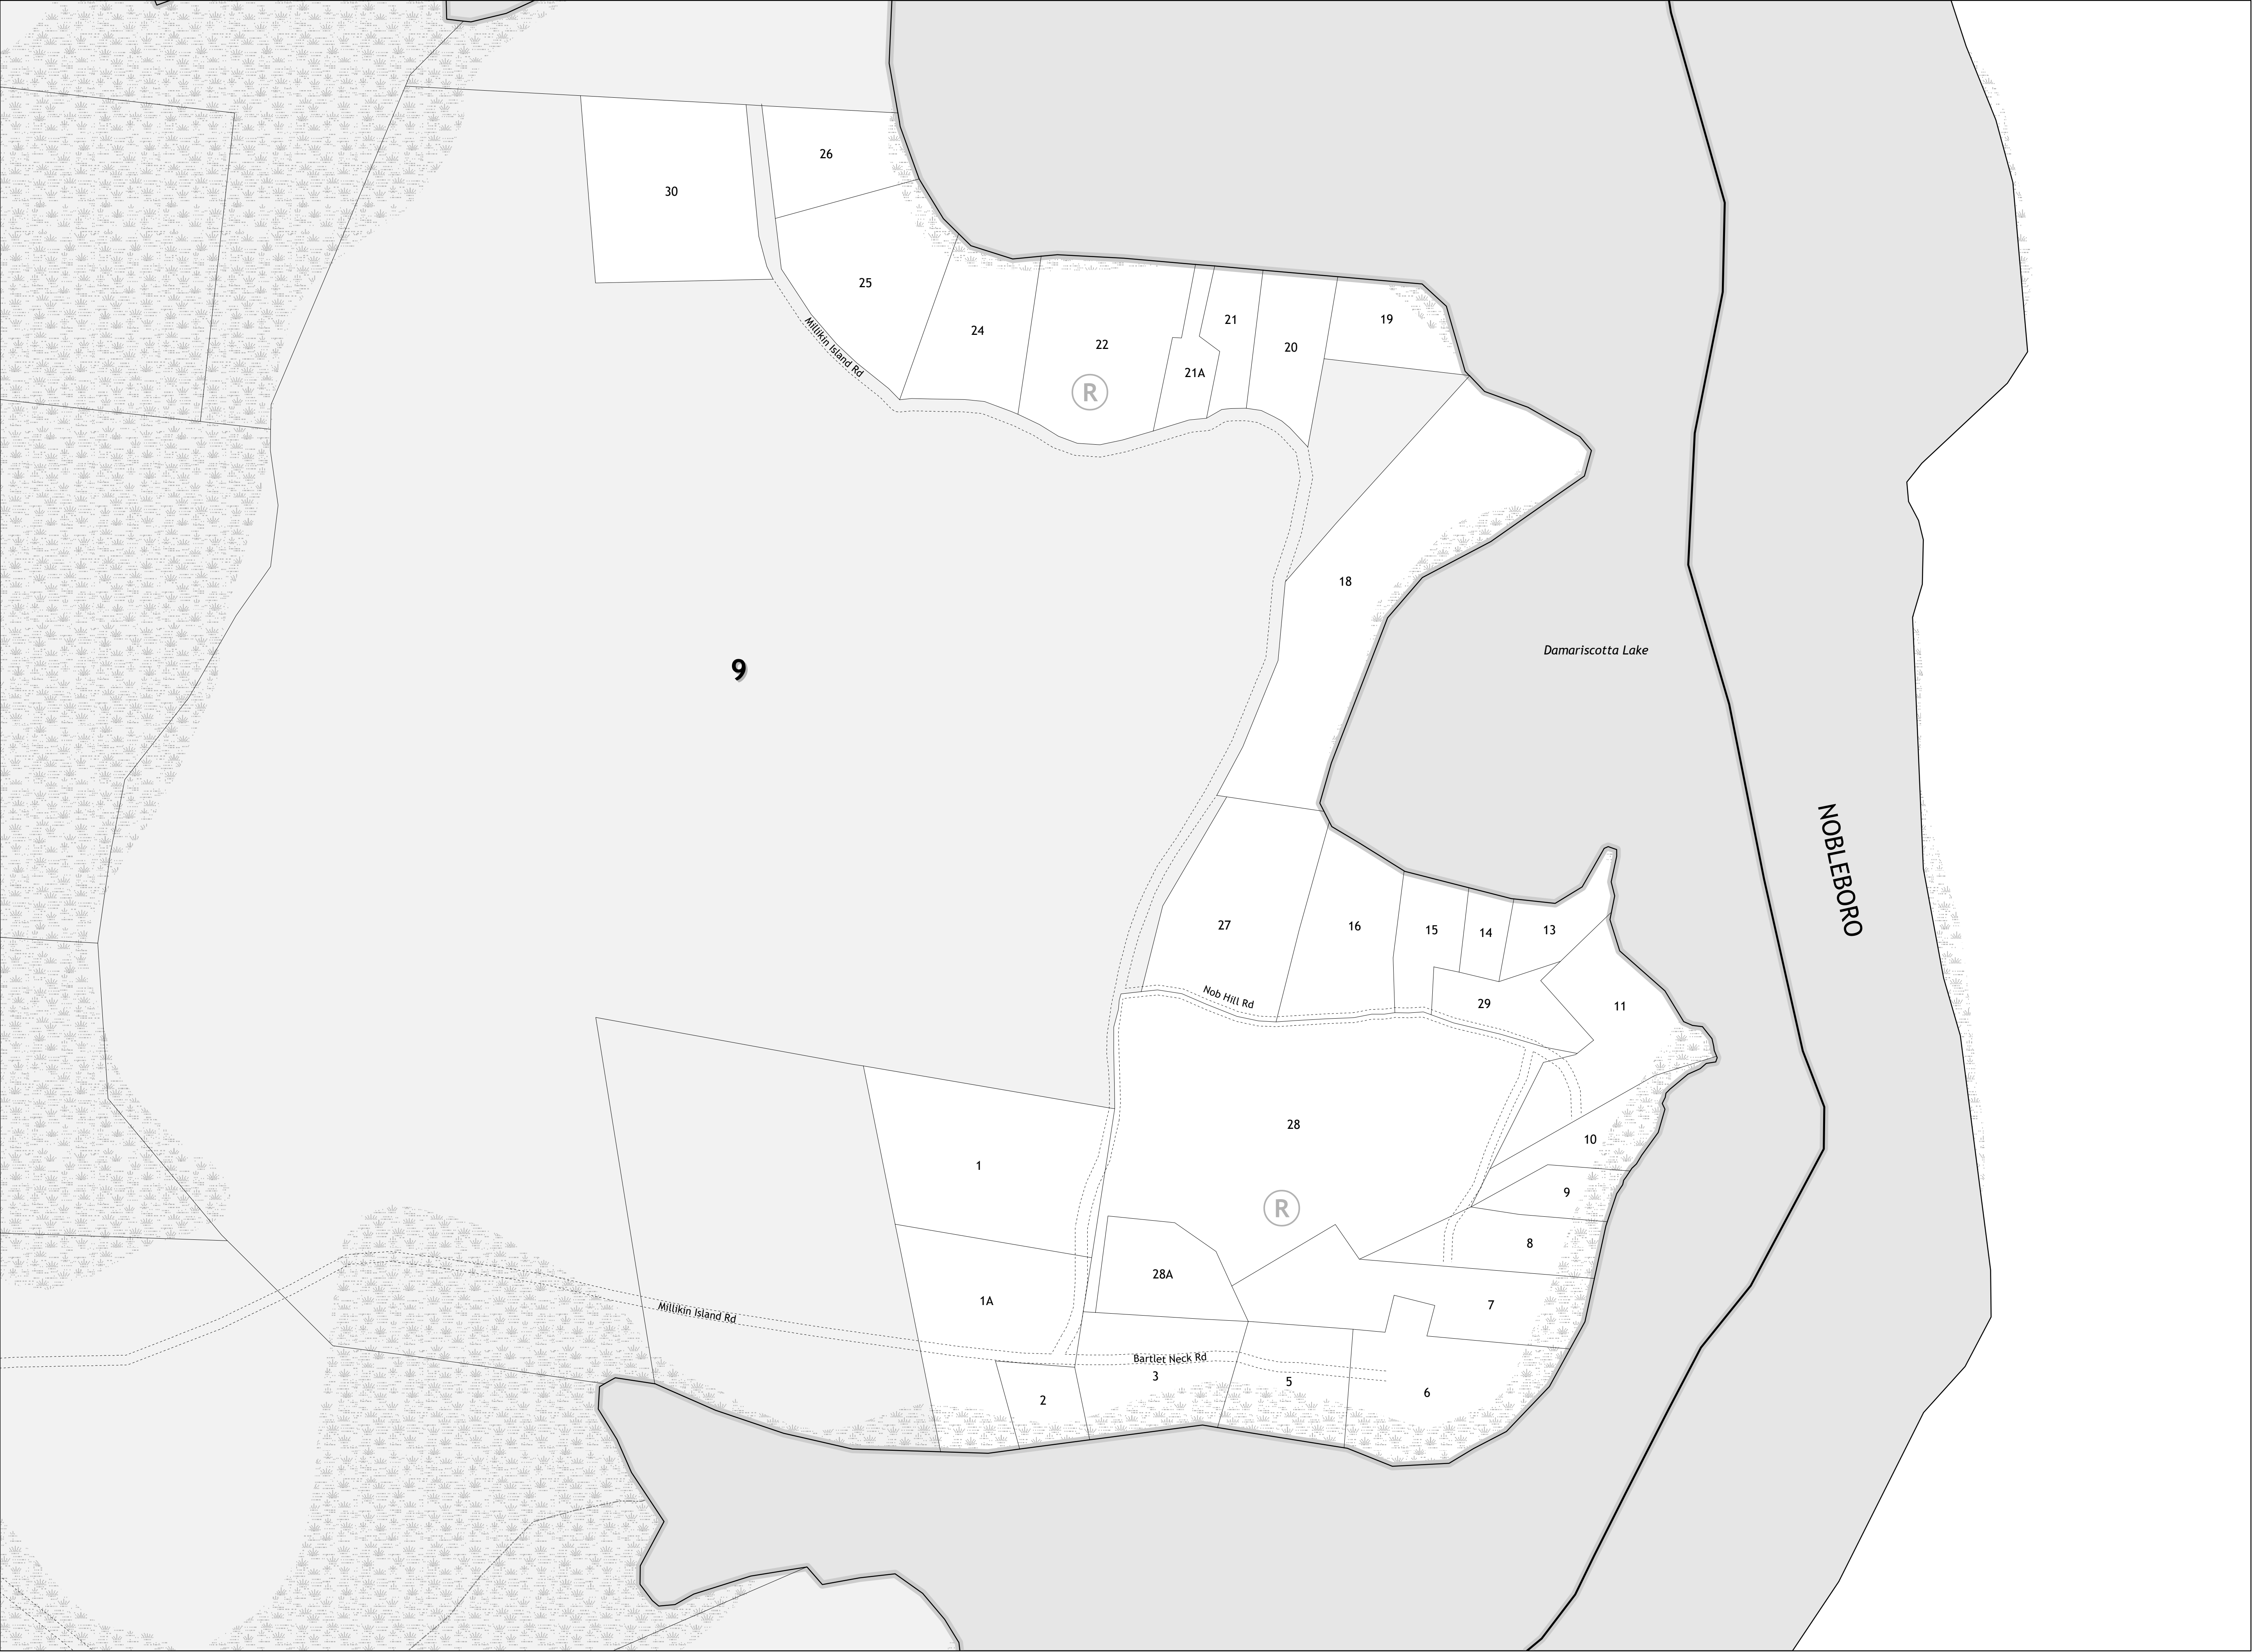 26
30
25
Millikin Island Rd
24
22
R
21
21A
20
19
18
9
Damariscotta Lake
NOBLEBORO
27
16
15
14
13
Nob Hill Rd
29
11
28
1
10
9
R
8
28A
1A
7
Millikin Island Rd
Bartlet Neck Rd
3
5
6
2